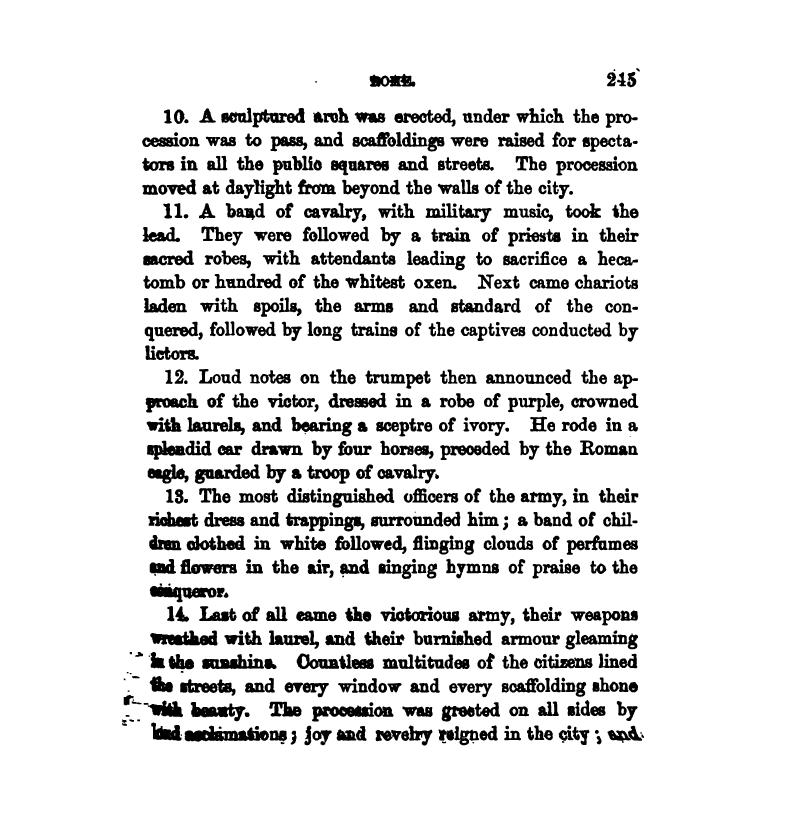 ROME. 215
10. A sculptured arch was erected, under which the pro-
cession was to pass, and scaffoldings were raised for specta-
tors in all the public squares and streets. The procession
moved at daylight from beyond the walls of the city.
11. A band of cavalry, with military music, took the
lead. They were followed by a train of priests in their
sacred robes, with attendants leading to sacrifice a heca-
tomb or hundred of the whitest oxen. Next came chariots
laden with spoils, the arms and standard of the con-
quered, followed by long trains of the captives conducted by
lictors.
12. Loud notes on the trumpet then announced the ap-
proach of the victor, dressed in a robe of purple, crowned
with laurels, and bearing a sceptre of ivory. He rode in a
splendid car drawn by four horses, preceded by the Roman
eagle, guarded by a troop of cavalry.
13. The most distinguished officers of the army, in their
richest dress and trappings, surrounded him; a band of chil-
dren clothed in white followed, flinging clouds of perfumes
and flowers in the air, and singing hymns of praise to the
conqueror.
14. Last of all came the victorious army, their weapons
wreathed with laurel, and their burnished armour gleaming
in the sunshine. Countless multitudes of the citizens lined
the streets, and every window and every scaffolding shone
with beauty. The procession was greeted on all sides by
loud acclamations; joy and revelry reigned in the city; and